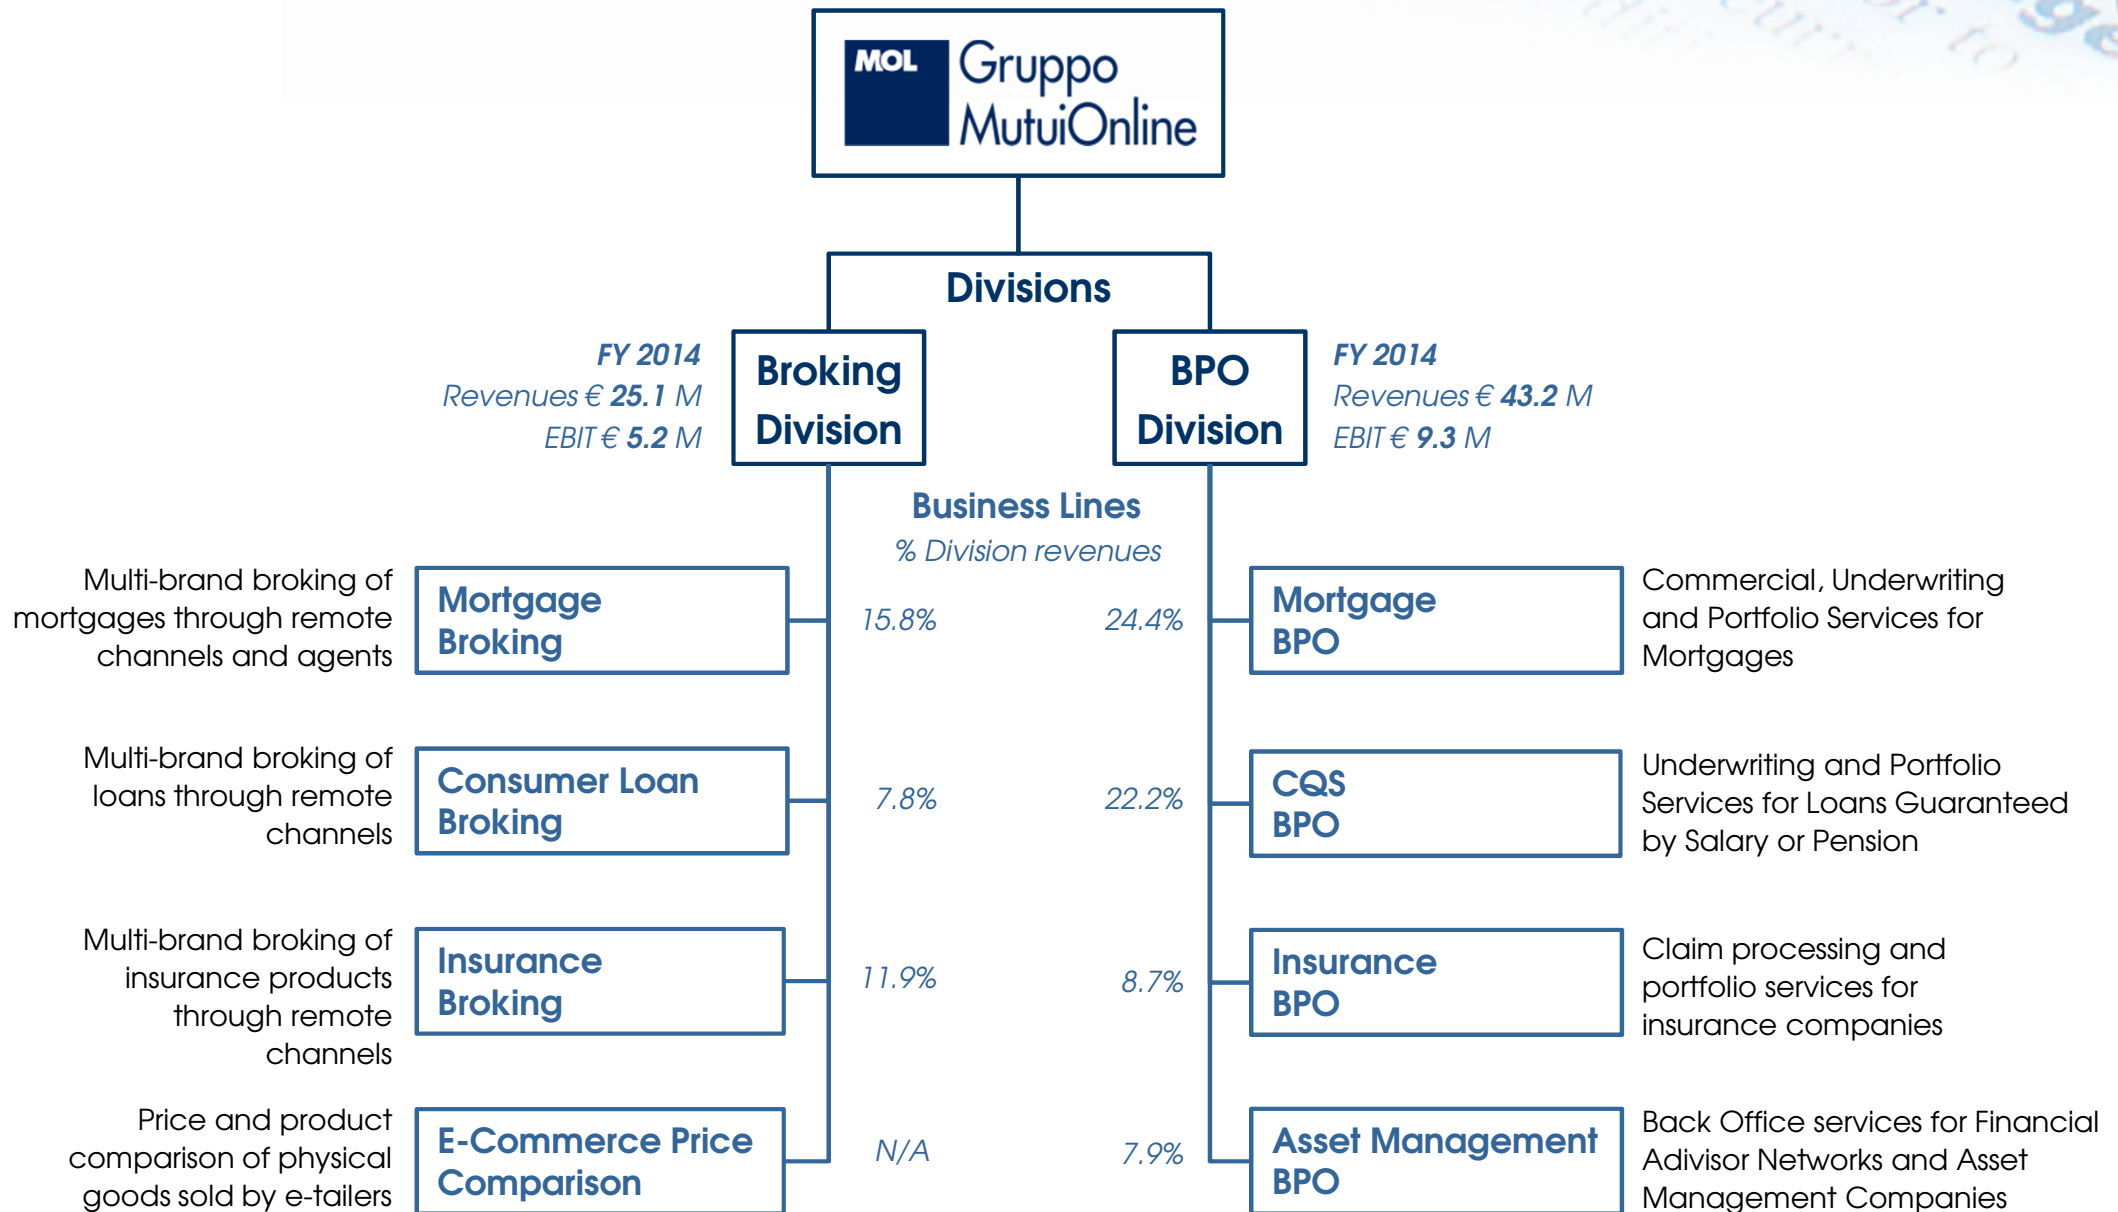 MOL
Gruppo
MutuiOnline
Divisions
FY 2014
Revenues € 25.1 M
EBIT € 5.2 M
Broking
Division
BPO
Division
FY 2014
Revenues € 43.2 M
EBIT € 9.3 M
Business Lines
% Division revenues
Multi-brand broking of
mortgages through remote
channels and agents
Mortgage
Broking
15.8%
24.4%
Mortgage
BPO
Commercial, Underwriting
and Portfolio Services for
Mortgages
Multi-brand broking of
loans through remote
channels
Consumer Loan
Broking
7.8%
22.2%
CQS
BPO
Underwriting and Portfolio
Services for Loans Guaranteed
by Salary or Pension
Multi-brand broking of
insurance products
through remote
channels
Insurance
Broking
11.9%
8.7%
Insurance
BPO
Claim processing and
portfolio services for
insurance companies
Price and product
comparison of physical
goods sold by e-tailers
E-Commerce Price
Comparison
N/A
7.9%
Asset Management
BPO
Back Office services for Financial
Adivisor Networks and Asset
Management Companies